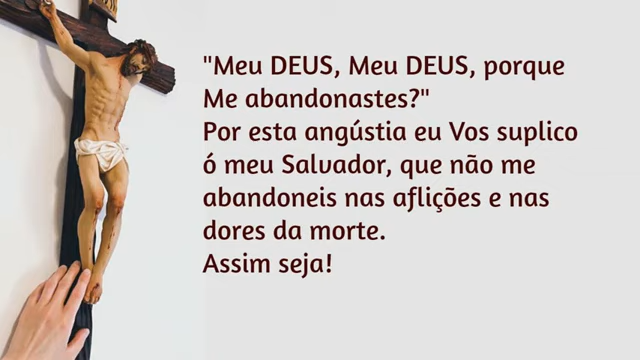 "Meu DEUS, Meu DEUS, porque
Me abandonastes?"
Por esta angústia eu Vos suplico
ó meu Salvador, que não me
abandoneis nas aflições e nas
dores da morte.
Assim seja!